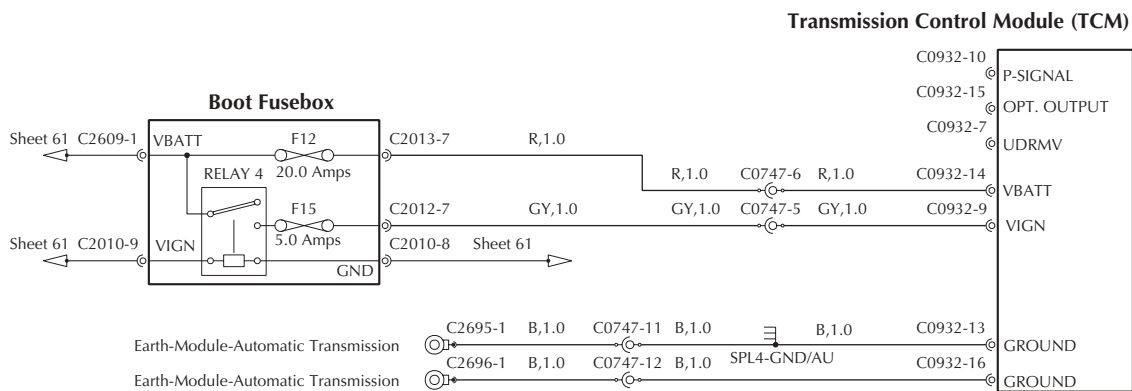 Transmission Control Module (TCM)
C0932-10
P-SIGNAL
C0932-15
OPT. OUTPUT
Boot Fusebox
C0932-7
UDRMV
Sheet 61 C2609-1 VBATT F12 C2013-7 R,1.0
20.0 Amps
RELAY 4 R,1.0 C0747-6 R,1.0 C0932-14
VBATT
F15 C2012-7 GY,1.0 GY,1.0 C0747-5 GY,1.0 C0932-9
VIGN
5.0 Amps
Sheet 61 C2010-9 VIGN C2010-8 Sheet 61
GND
C2695-1 B,1.0 C0747-11 B,1.0 B,1.0 C0932-13
Earth-Module-Automatic Transmission GROUND
SPL4-GND/AU
C2696-1 B,1.0 C0747-12 B,1.0 C0932-16
Earth-Module-Automatic Transmission GROUND